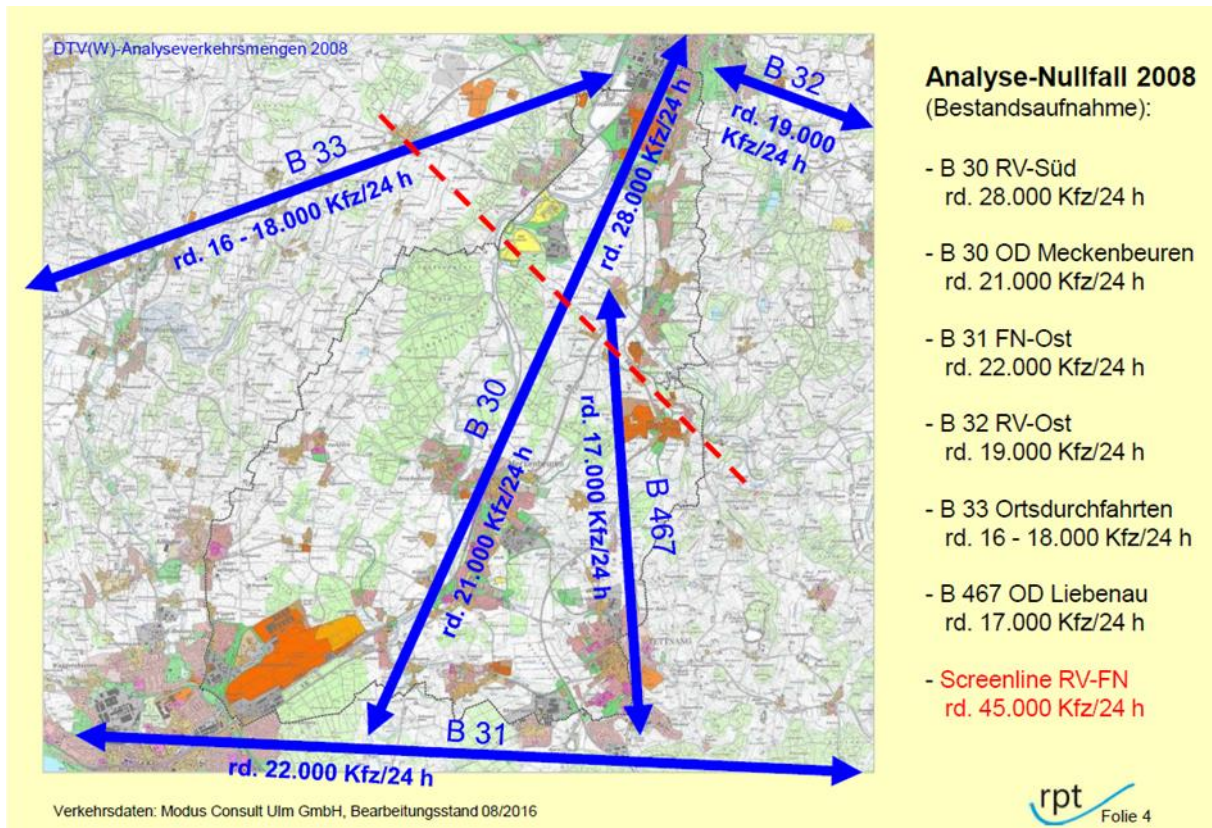 DTV(W)-Analyseverkehrsmengen 2008
B 33
rd. 16 - 18.000 Kfz/24 h
B 32
rd. 19.000
Kfz/24 h
rd. 28.000 Kfz/24 h
B 30
rd. 21.000 Kfz/24 h
rd. 17.000 Kfz/24 h
B 467
B 31
rd. 22.000 Kfz/24 h
Analyse-Nullfall 2008
(Bestandsaufnahme):
- B 30 RV-Süd
rd. 28.000 Kfz/24 h
- B 30 OD Meckenbeuren
rd. 21.000 Kfz/24 h
- B 31 FN-Ost
rd. 22.000 Kfz/24 h
- B 32 RV-Ost
rd. 19.000 Kfz/24 h
- B 33 Ortsdurchfahrten
rd. 16 - 18.000 Kfz/24 h
- B 467 OD Liebenau
rd. 17.000 Kfz/24 h
- Screenline RV-FN
rd. 45.000 Kfz/24 h
Verkehrsdaten: Modus Consult Ulm GmbH, Bearbeitungsstand 08/2016
rpt
Folie 4